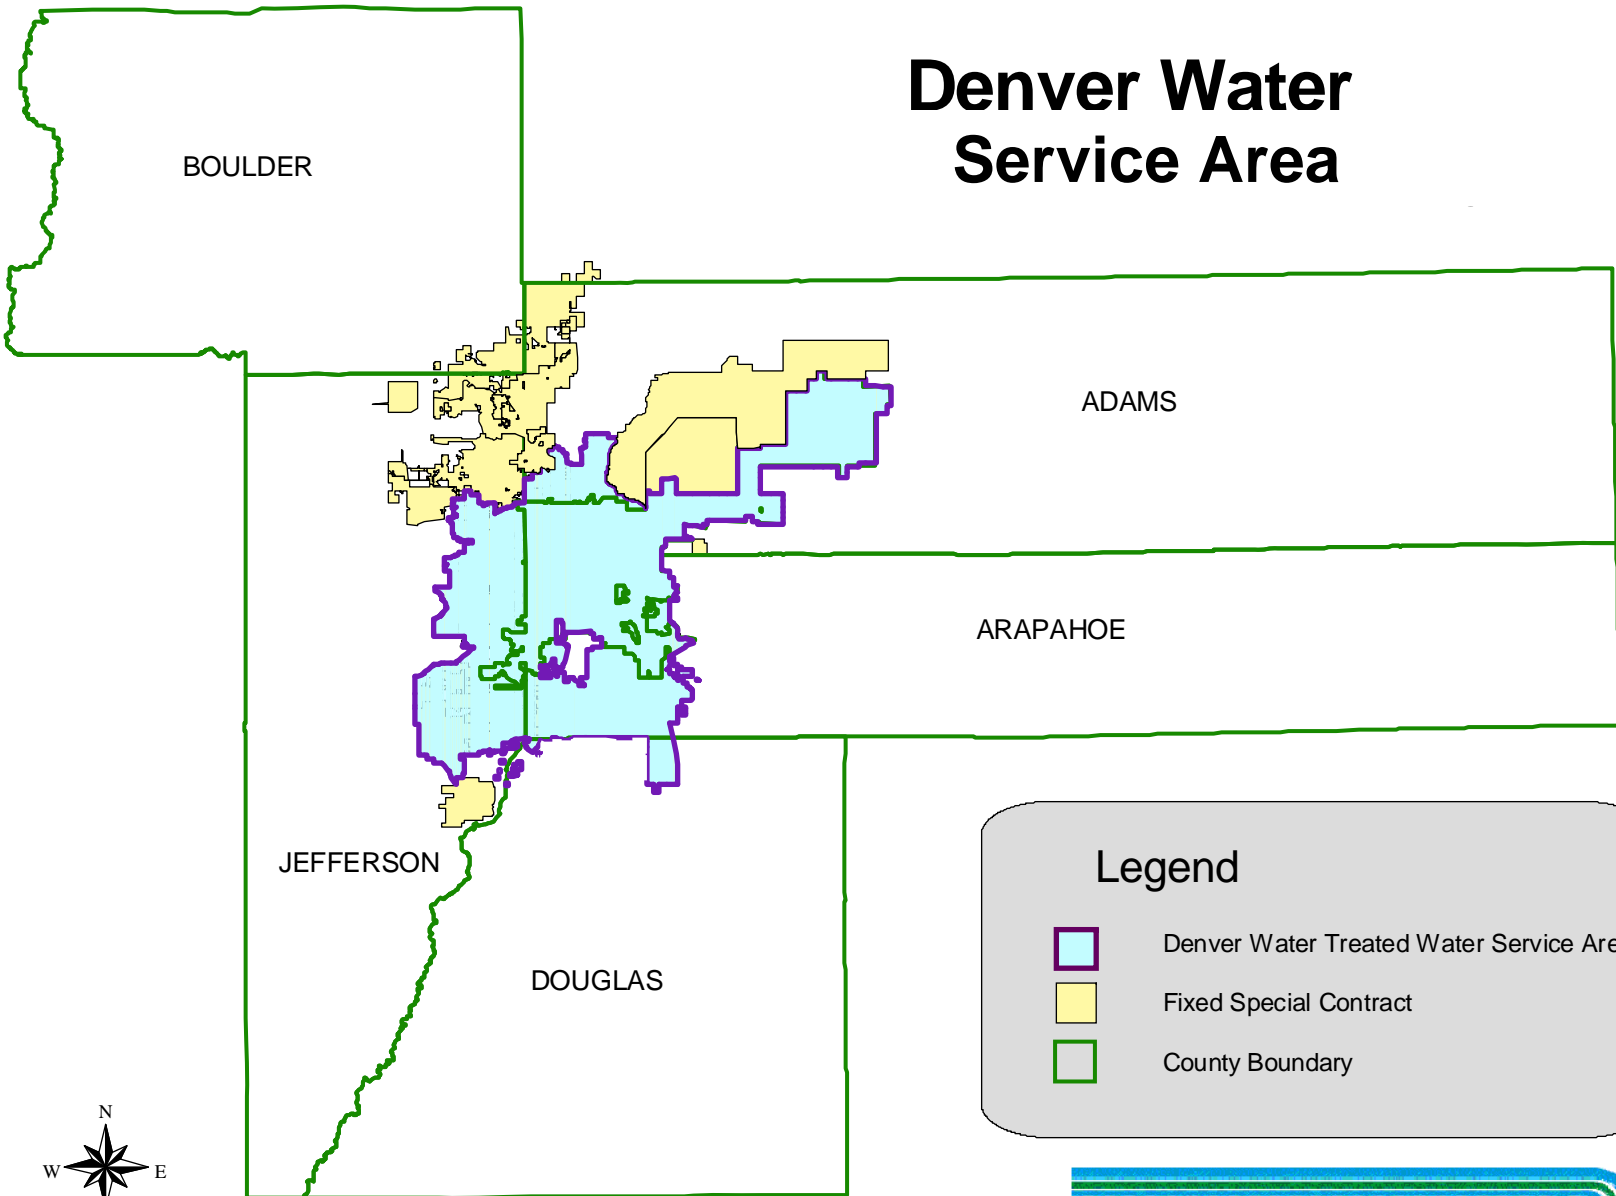 Denver Water
Service Area
BOULDER
ADAMS
ARAPAHOE
JEFFERSON
DOUGLAS
Legend
Denver Water Treated Water Service Are
Fixed Special Contract
County Boundary
N
W E